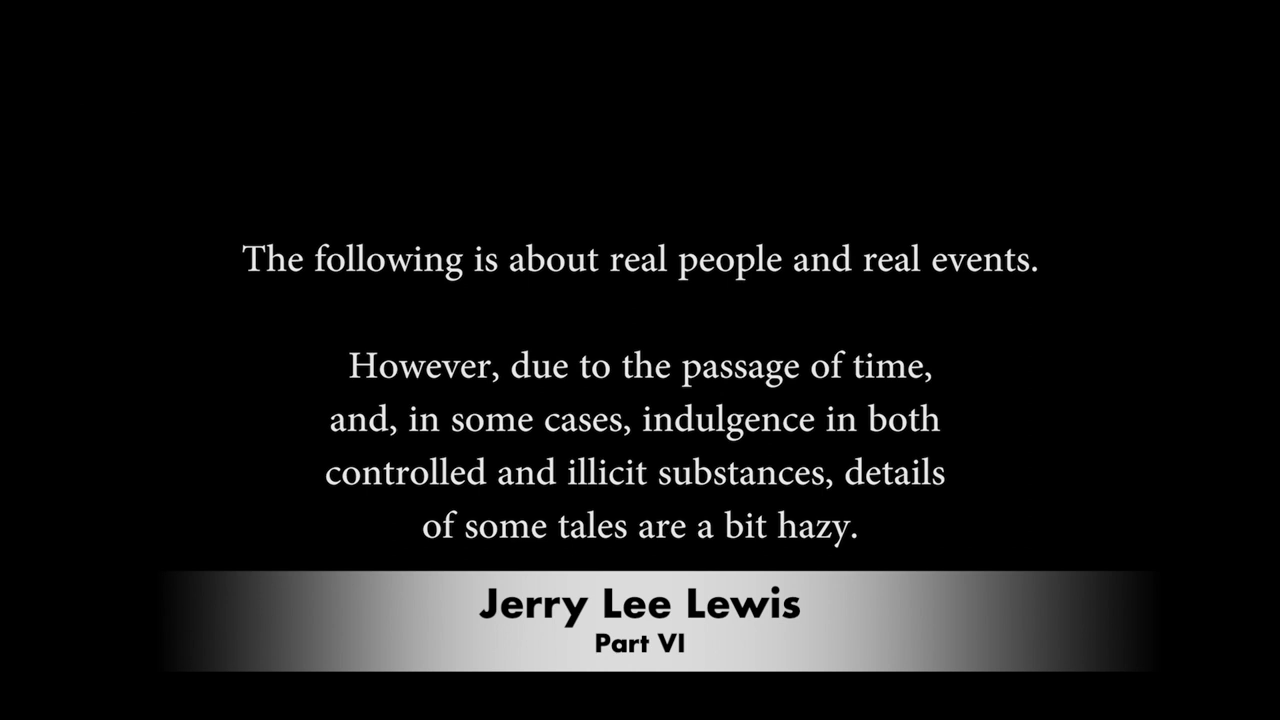 The following is about real people and real events.
However, due to the passage of time,
and, in some cases, indulgence in both
controlled and illicit substances, details
of some tales are a bit hazy.
Jerry Lee Lewis
Part VI